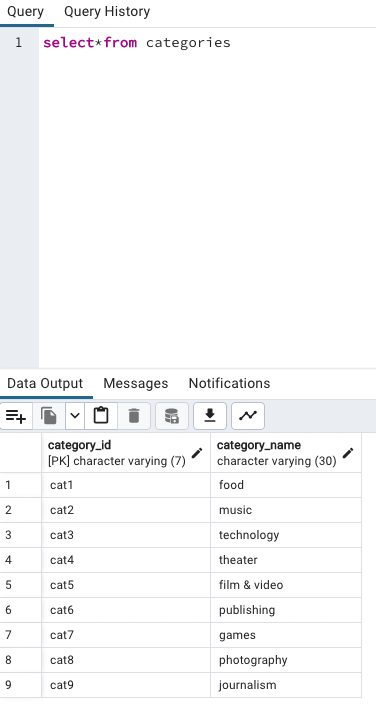 Query Query History
1 select*from categories
Data Output Messages Notifications
category_id category_name
[PK] character varying (7) character varying (30)
1 cat1 food
2 cat2 music
3 cat3 technology
4 cat4 theater
5 cat5 film & video
6 cat6 publishing
7 cat7 games
8 cat8 photography
9 cat9 journalism